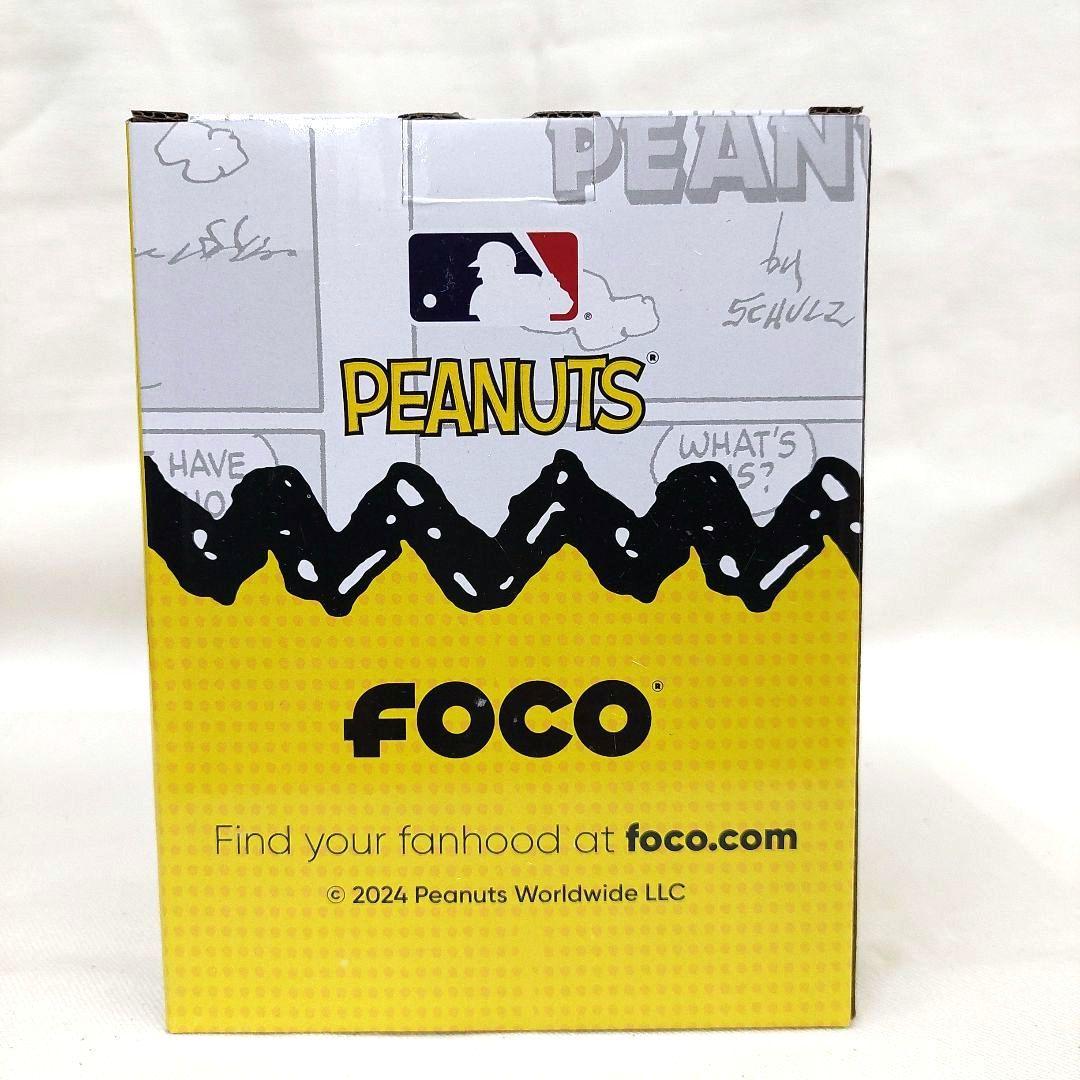 PEAN
by
SCHULZ
PEANUTS®
HAVE
WHAT'S
?
FOCO®
Find your fanhood at foco.com
© 2024 Peanuts Worldwide LLC